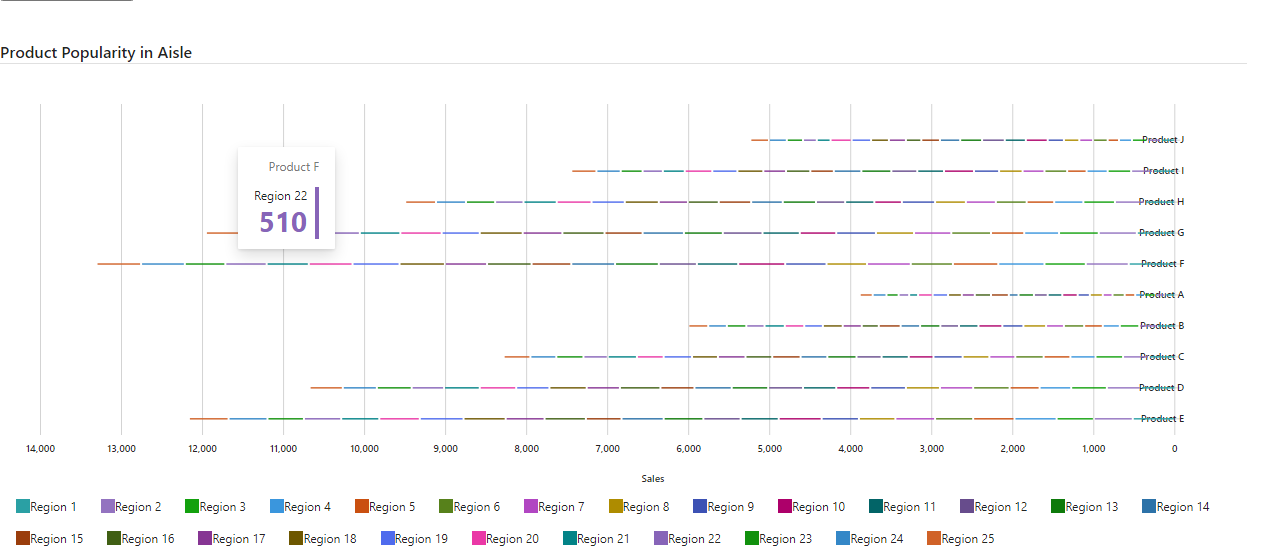 Product Popularity in Aisle
Product J
Product F
Product I
Region 22
Product H
510
Product G
Product F
Product A
Product B
Product C
Product D
Product E
14,000 13,000 12,000 11,000 10,000 9,000 8,000 7,000 6,000 5,000 4,000 3,000 2,000 1,000 0
Sales
Region 1 Region 2 Region 3 Region 4 Region 5 Region 6 Region 7 Region 8 Region 9 Region 10 Region 11 Region 12 Region 13 Region 14
Region 15 Region 16 Region 17 Region 18 Region 19 Region 20 Region 21 Region 22 Region 23 Region 24 Region 25